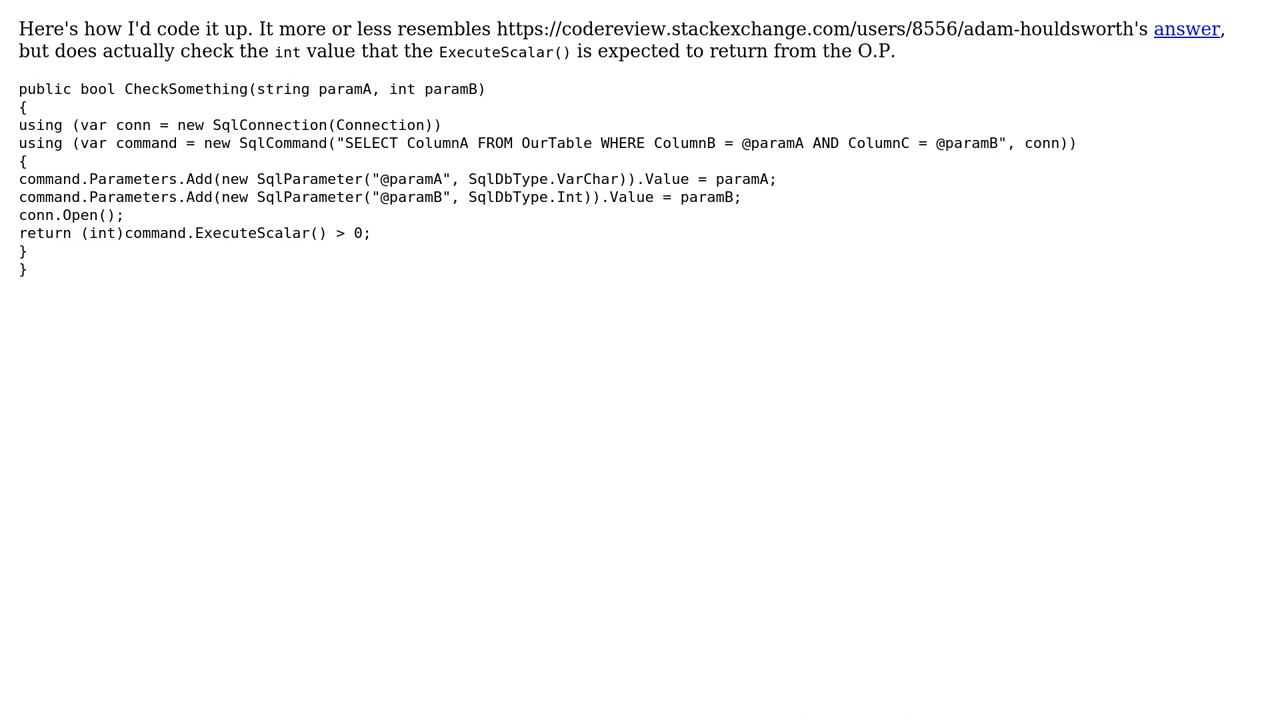 Here's how I'd code it up. It more or less resembles https://codereview.stackexchange.com/users/8556/adam-houldsworth's answer,
but does actually check the int value that the ExecuteScalar() is expected to return from the O.P.
public bool CheckSomething(string paramA, int paramB)
{
using (var conn = new SqlConnection(Connection))
using (var command = new SqlCommand("SELECT ColumnA FROM OurTable WHERE ColumnB = @paramA AND ColumnC = @paramB", conn))
{
command.Parameters.Add(new SqlParameter("@paramA", SqlDbType.VarChar)).Value = paramA;
command.Parameters.Add(new SqlParameter("@paramB", SqlDbType.Int)).Value = paramB;
conn.Open();
return (int)command.ExecuteScalar() > 0;
}
}